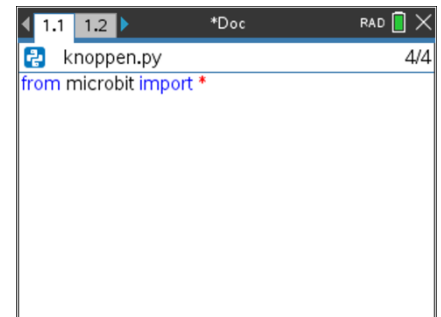 1.1 1.2 *Doc RAD
knoppen.py 4/4
from microbit import *